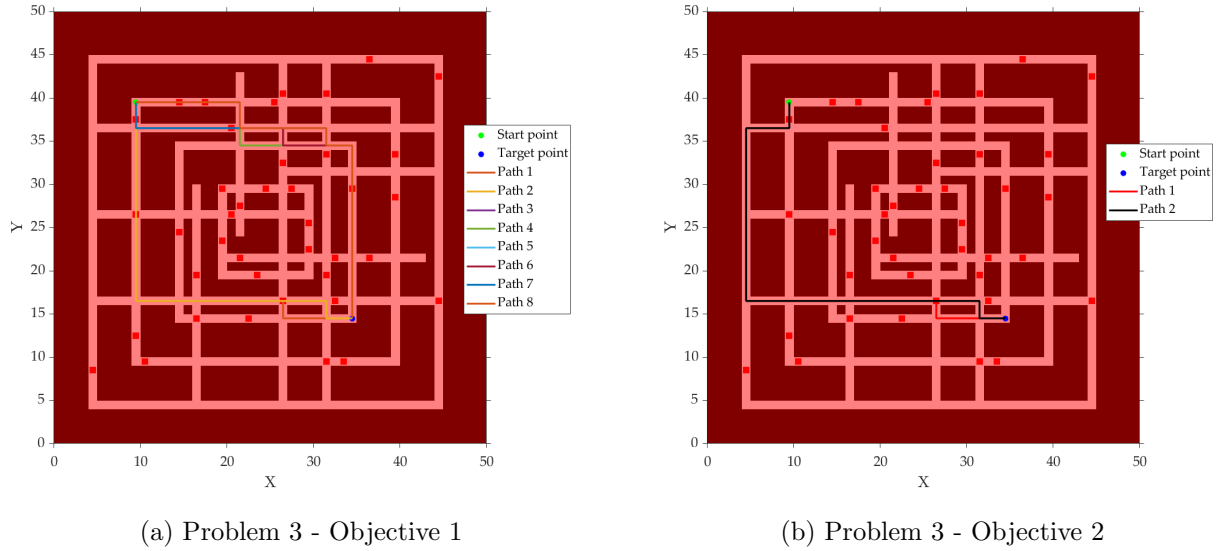 50
45
40
35
30
25
20
15
10
5
0
Y
0 10 20 30 40 50
X
Start point
Target point
Path 1
Path 2
Path 3
Path 4
Path 5
Path 6
Path 7
Path 8
(a) Problem 3 - Objective 1
50
45
40
35
30
25
20
15
10
5
0
Y
0 10 20 30 40 50
X
Start point
Target point
Path 1
Path 2
(b) Problem 3 - Objective 2